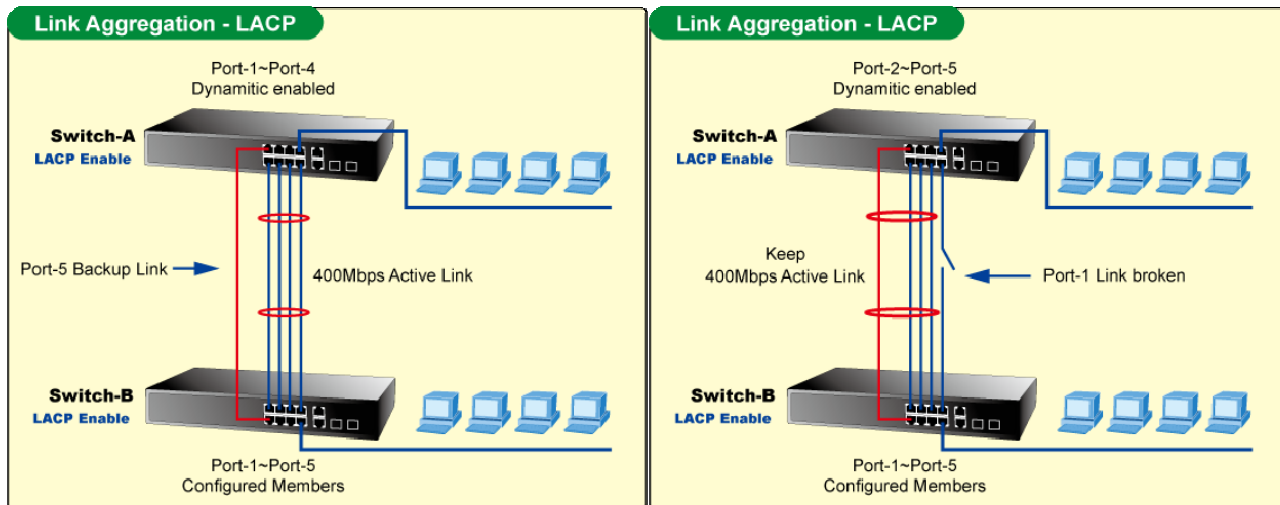 Link Aggregation - LACP
Port-1~Port-4
Dynamitic enabled
Switch-A
LACP Enable
Port-5 Backup Link
400Mbps Active Link
Switch-B
LACP Enable
Port-1~Port-5
Configured Members
Link Aggregation - LACP
Port-2~Port-5
Dynamitic enabled
Switch-A
LACP Enable
Keep
400Mbps Active Link
Port-1 Link broken
Switch-B
LACP Enable
Port-1~Port-5
Configured Members